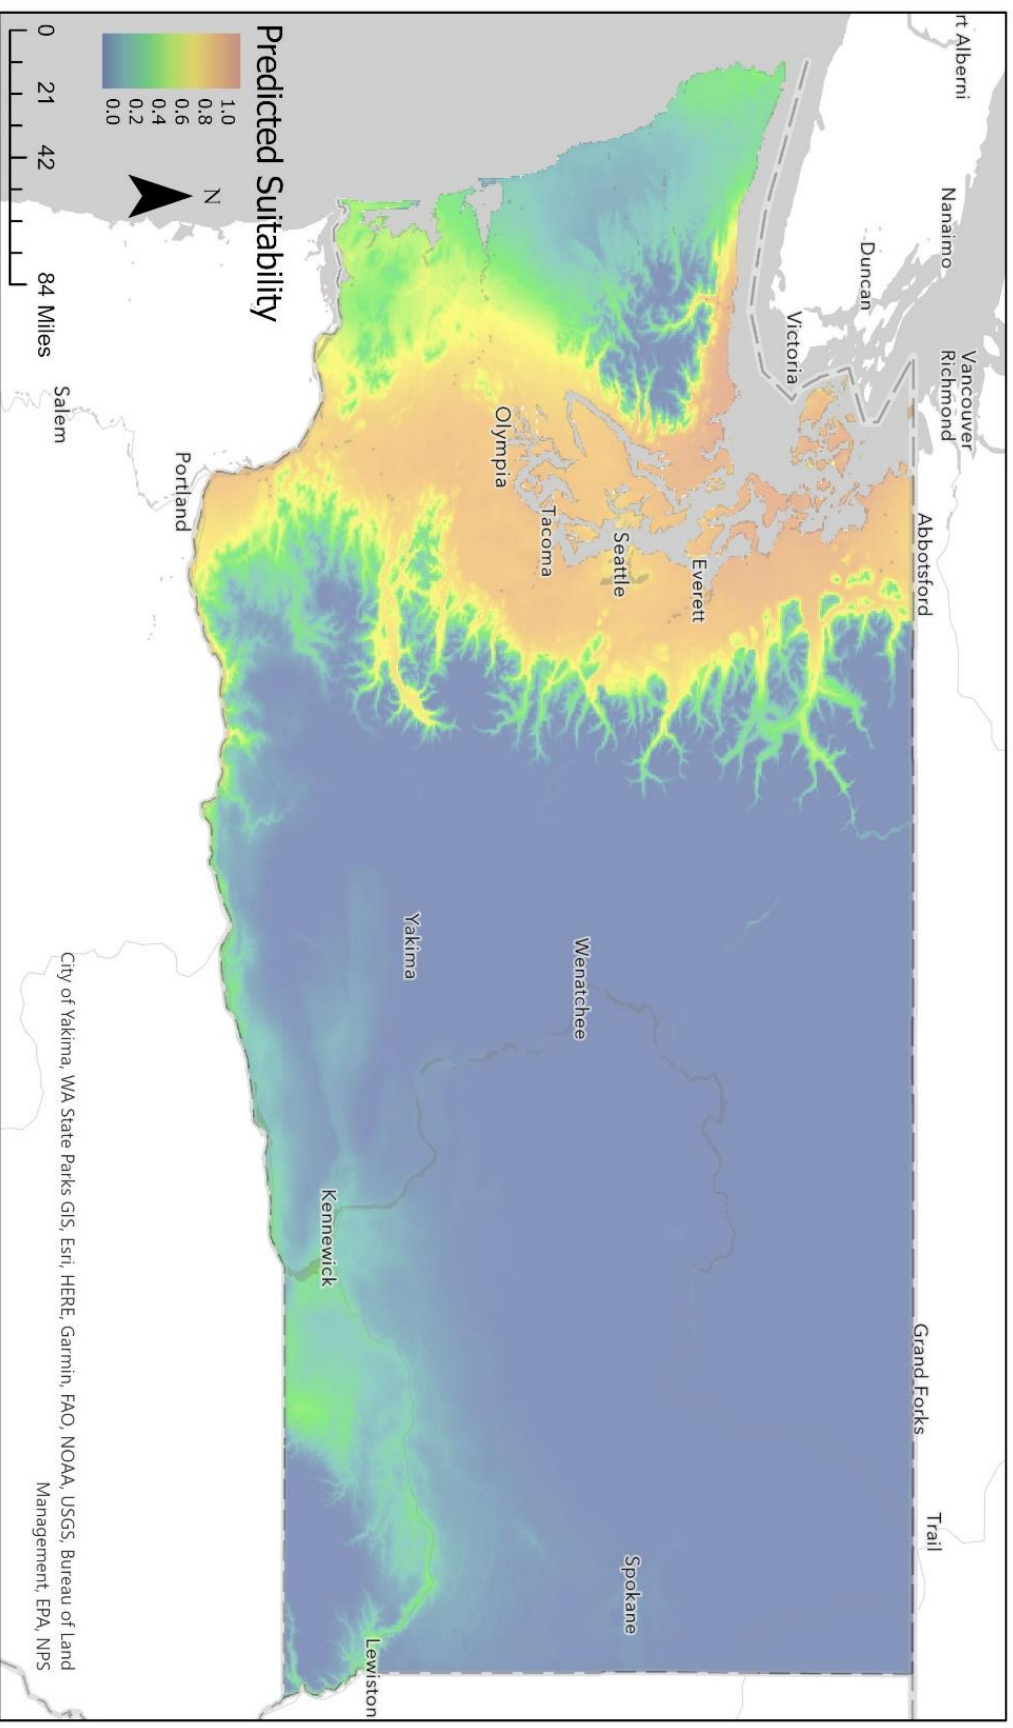 rt Alberni
Nanaimo
Vancouver
Richmond
Duncan
Victoria
Abbotsford
Grand Forks
Trail
Everett
Seattle
Tacoma
Olympia
Wenatchee
Spokane
Yakima
Kennewick
Lewiston
Portland
Salem
Predicted Suitability
1.0
0.8
0.6
0.4
0.2
0.0
N
0 21 42 84 Miles
City of Yakima, WA State Parks GIS, Esri, HERE, Garmin, FAO, NOAA, USGS, Bureau of Land
Management, EPA, NPS